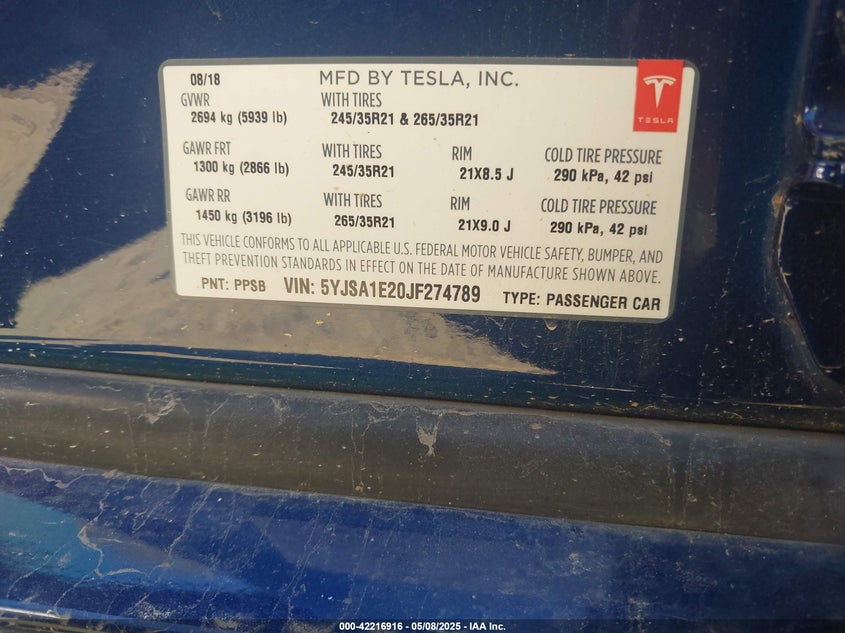 08/18 MFD BY TESLA, INC.
GVWR WITH TIRES
2694 kg (5939 lb) 245/35R21 & 265/35R21
TESLA
GAWR FRT WITH TIRES RIM COLD TIRE PRESSURE
1300 kg (2866 lb) 245/35R21 21X8.5 J 290 kPa, 42 psi
GAWR RR WITH TIRES RIM COLD TIRE PRESSURE
1450 kg (3196 lb) 265/35R21 21X9.0 J 290 kPa, 42 psi
THIS VEHICLE CONFORMS TO ALL APPLICABLE U.S. FEDERAL MOTOR VEHICLE SAFETY, BUMPER, AND
THEFT PREVENTION STANDARDS IN EFFECT ON THE DATE OF MANUFACTURE SHOWN ABOVE.
PNT: PPSB VIN: 5YJSA1E20JF274789 TYPE: PASSENGER CAR
000-42216916 - 05/08/2025 - IAA Inc.